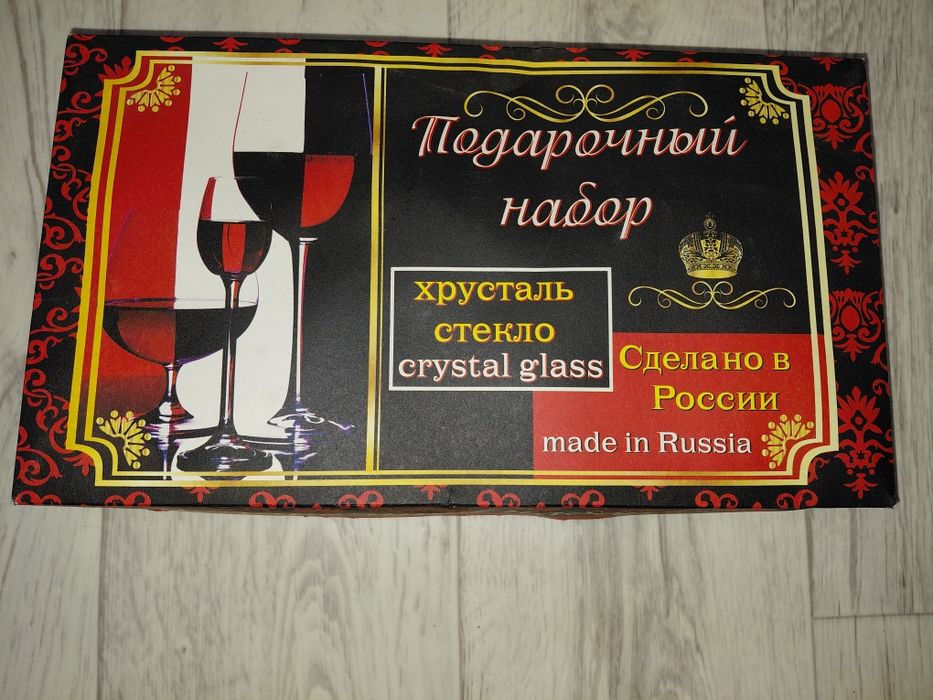 Подарочный
набор
хрусталь
стекло
crystal glass
Сделано в
России
made in Russia